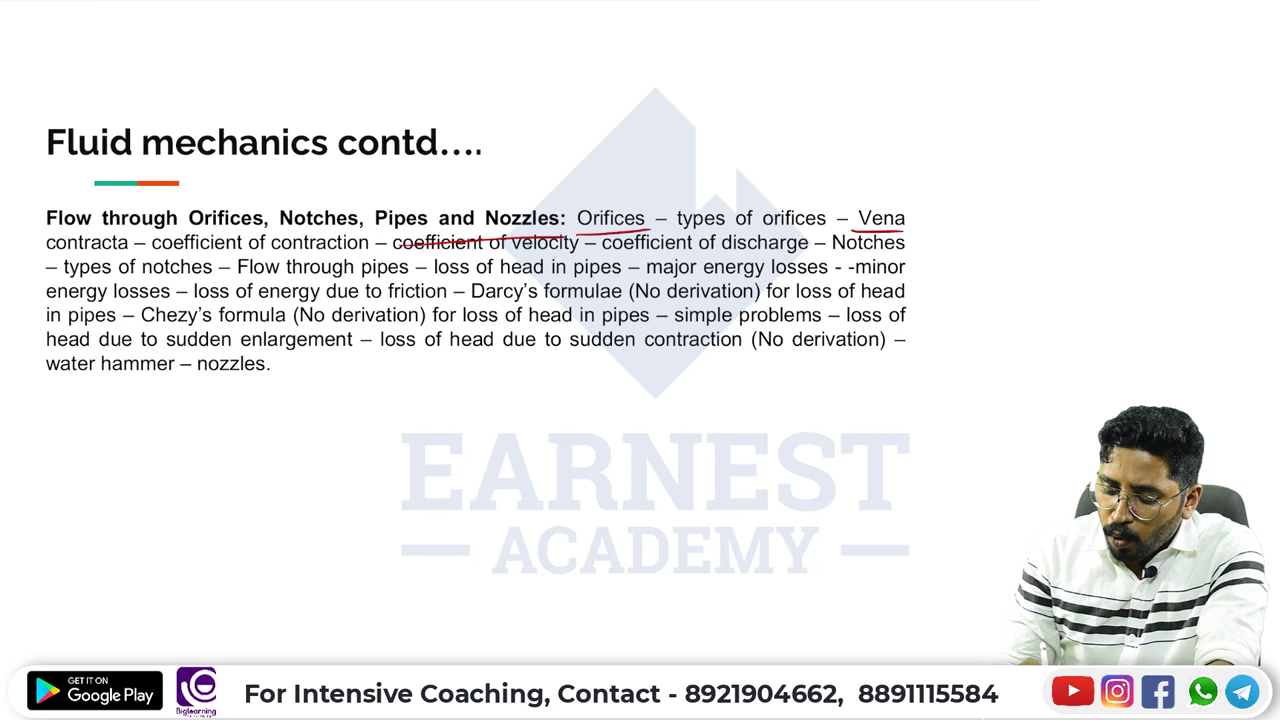 Fluid mechanics contd....
Flow through Orifices, Notches, Pipes and Nozzles: Orifices – types of orifices – Vena
contracta – coefficient of contraction – coefficient of velocity – coefficient of discharge – Notches
– types of notches – Flow through pipes – loss of head in pipes – major energy losses - -minor
energy losses – loss of energy due to friction – Darcy's formulae (No derivation) for loss of head
in pipes – Chezy's formula (No derivation) for loss of head in pipes – simple problems – loss of
head due to sudden enlargement – loss of head due to sudden contraction (No derivation) –
water hammer – nozzles.
EARNEST
ACADEMY
GET IT ON
Google Play
Biglearning
For Intensive Coaching, Contact - 8921904662, 8891115584